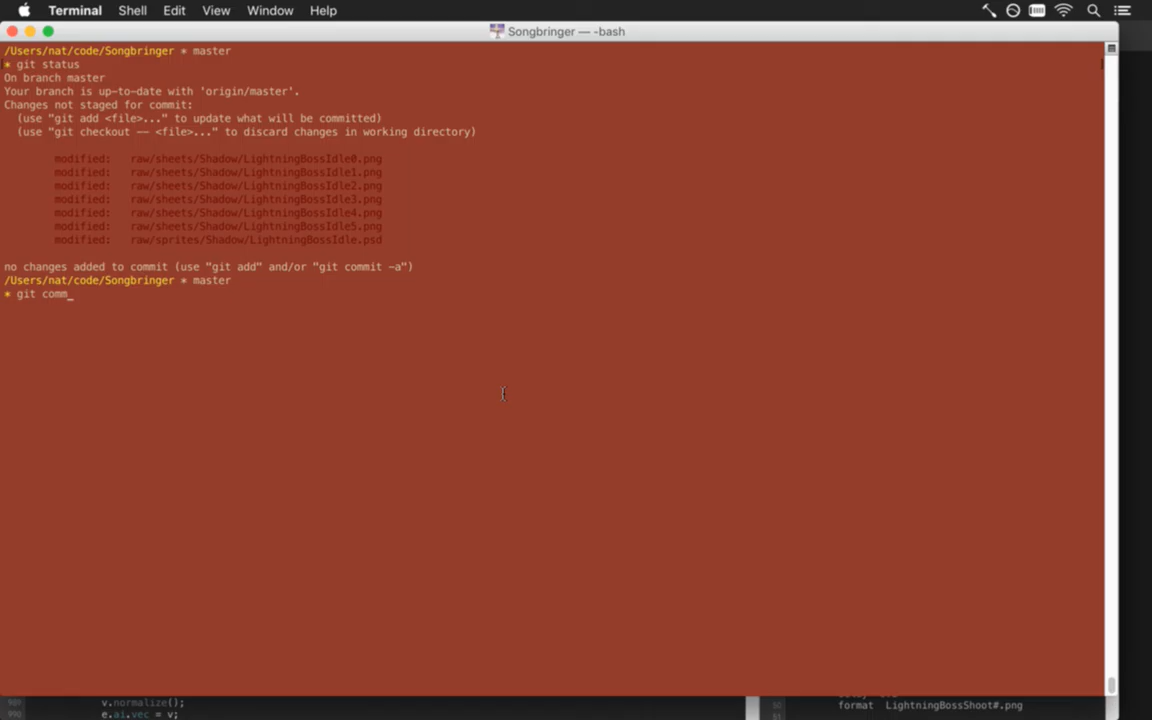 Terminal Shell Edit View Window Help
Songbringer — -bash
/Users/nat/code/Songbringer * master
* git status
On branch master
Your branch is up-to-date with 'origin/master'.
Changes not staged for commit:
(use "git add <file>..." to update what will be committed)
(use "git checkout -- <file>..." to discard changes in working directory)
modified: raw/sheets/Shadow/LightningBossIdle0.png
modified: raw/sheets/Shadow/LightningBossIdle1.png
modified: raw/sheets/Shadow/LightningBossIdle2.png
modified: raw/sheets/Shadow/LightningBossIdle3.png
modified: raw/sheets/Shadow/LightningBossIdle4.png
modified: raw/sheets/Shadow/LightningBossIdle5.png
modified: raw/sprites/Shadow/LightningBossIdle.psd
no changes added to commit (use "git add" and/or "git commit -a")
/Users/nat/code/Songbringer * master
* git comm_
v.normalize();
990 e.ai.vec = v;
format LightningBossShoot#.png